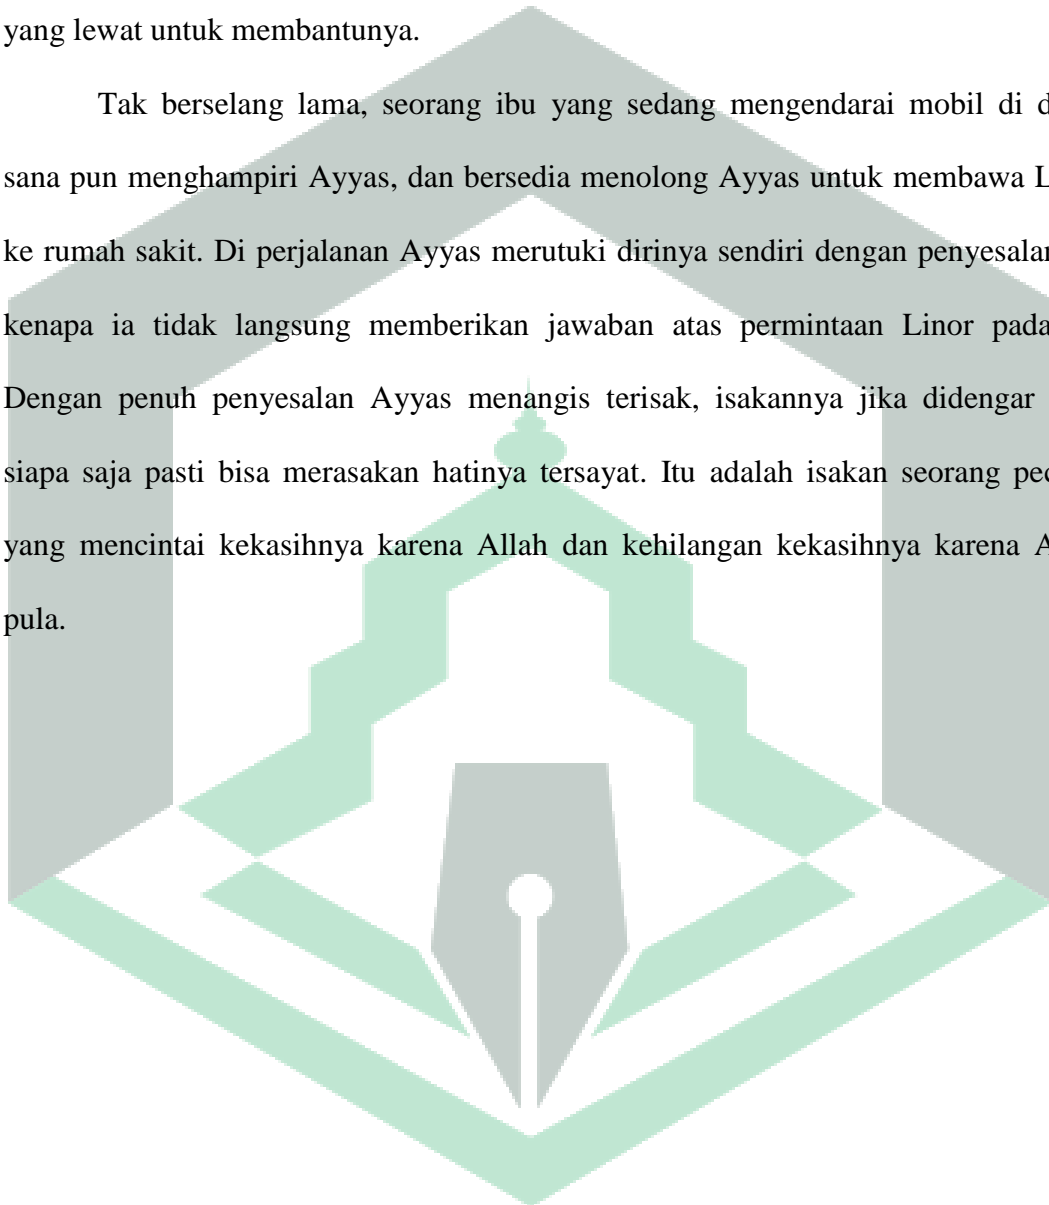 yang lewat untuk membantunya.
Tak berselang lama, seorang ibu yang sedang mengendarai mobil di d
sana pun menghampiri Ayyas, dan bersedia menolong Ayyas untuk membawa L
ke rumah sakit. Di perjalanan Ayyas merutuki dirinya sendiri dengan penyesalan
kenapa ia tidak langsung memberikan jawaban atas permintaan Linor pada
Dengan penuh penyesalan Ayyas menangis terisak, isakannya jika didengar
siapa saja pasti bisa merasakan hatinya tersayat. Itu adalah isakan seorang pec
yang mencintai kekasihnya karena Allah dan kehilangan kekasihnya karena A
pula.